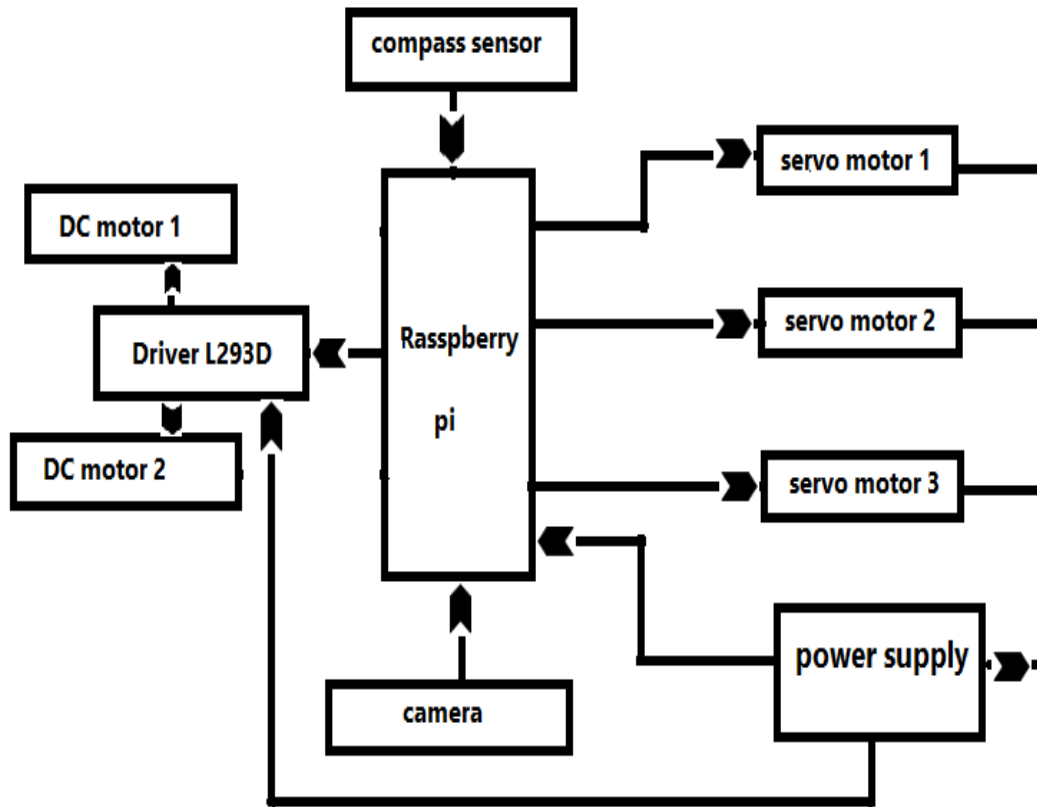 compass sensor
servo motor 1
DC motor 1
servo motor 2
Driver L293D
Rasspberry
pi
DC motor 2
servo motor 3
power supply
camera